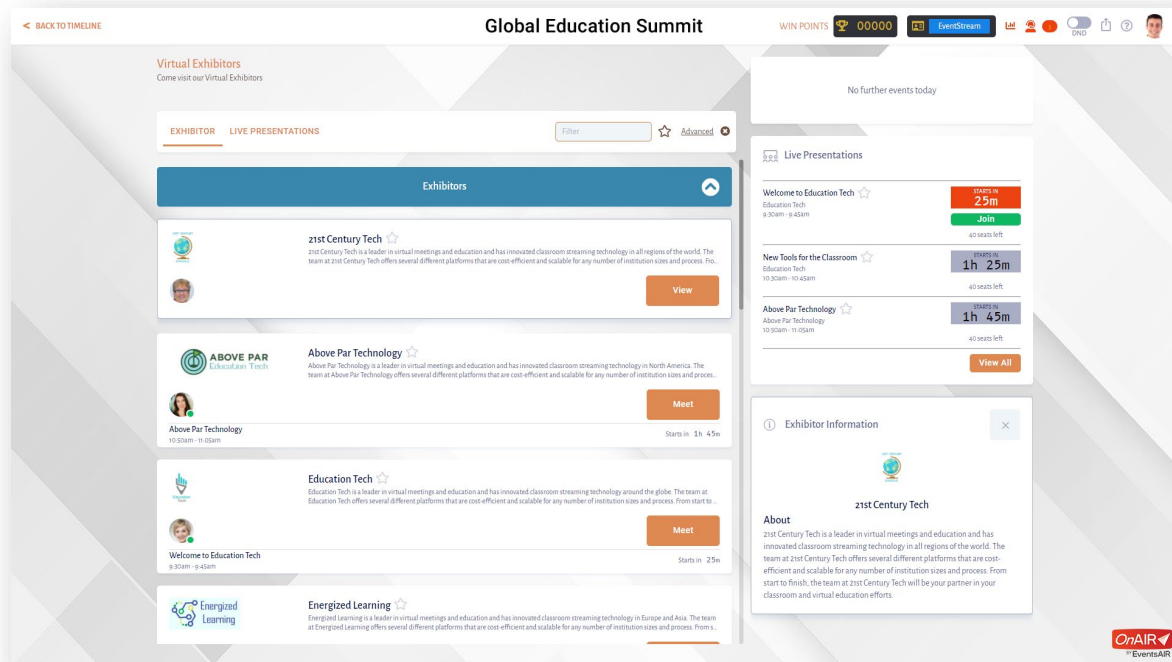 < BACK TO TIMELINE
Global Education Summit
WIN POINTS
00000
EventStream
DND
Virtual Exhibitors
Come visit our Virtual Exhibitors
EXHIBITOR
LIVE PRESENTATIONS
Filter
Advanced
Exhibitors
21st Century Tech
21st Century Tech is a leader in virtual meetings and education and has innovated classroom streaming technology in all regions of the world. The
team at 21st Century Tech offers several different platforms that are cost-efficient and scalable for any number of institution sizes and process. Fro...
View
ABOVE PAR
Education Tech
Above Par Technology
Above Par Technology is a leader in virtual meetings and education and has innovated classroom streaming technology in North America. The
team at Above Par Technology offers several different platforms that are cost-efficient and scalable for any number of institution sizes and proces...
Meet
Above Par Technology
10:50am - 11:05am
Starts in 1h 45m
Education Tech
Education Tech
Education Tech is a leader in virtual meetings and education and has innovated classroom streaming technology around the globe. The team at
Education Tech offers several different platforms that are cost-efficient and scalable for any number of institution sizes and process. From start to ...
Meet
Welcome to Education Tech
9:30am - 9:45am
Starts in 25m
Energized
Learning
Energized Learning
Energized Learning is a leader in virtual meetings and education and has innovated classroom streaming technology in Europe and Asia. The team
at Energized Learning offers several different platforms that are cost-efficient and scalable for any number of institution sizes and process. From s...
No further events today
Live Presentations
Welcome to Education Tech
Education Tech
9:30am - 9:45am
STARTS IN
25m
Join
40 seats left
New Tools for the Classroom
Education Tech
10:30am - 10:45am
STARTS IN
1h 25m
40 seats left
Above Par Technology
Above Par Technology
10:50am - 11:05am
STARTS IN
1h 45m
40 seats left
View All
Exhibitor Information
21st Century Tech
About
21st Century Tech is a leader in virtual meetings and education and has
innovated classroom streaming technology in all regions of the world. The
team at 21st Century Tech offers several different platforms that are cost-
efficient and scalable for any number of institution sizes and process. From
start to finish, the team at 21st Century Tech will be your partner in your
classroom and virtual education efforts.
OnAIR
BY EventsAIR